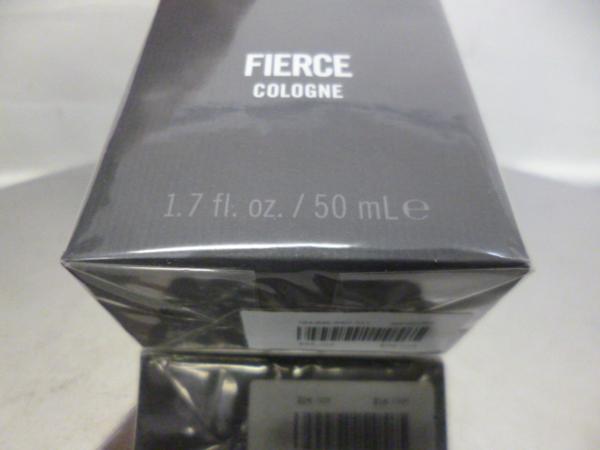 FIERCE
COLOGNE
1.7 fl. oz. / 50 mL ℮